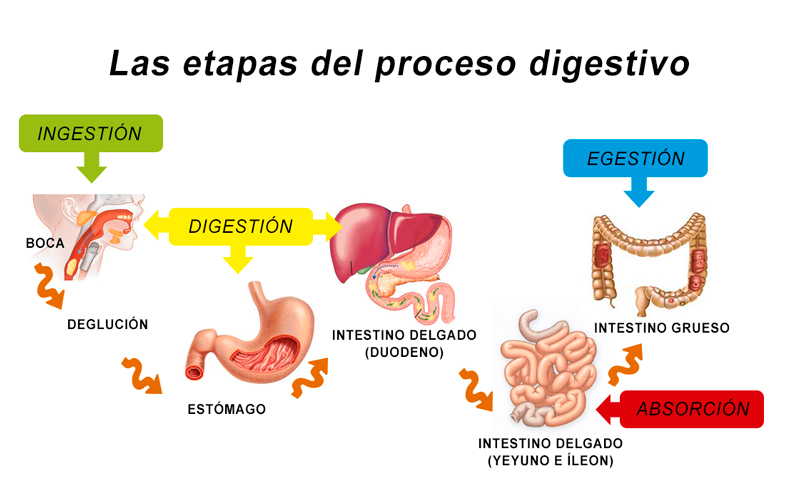 Las etapas del proceso digestivo
INGESTIÓN
BOCA
DEGLUCIÓN
DIGESTIÓN
ESTÓMAGO
INTESTINO DELGADO
(DUODENO)
INTESTINO DELGADO
(YEYUNO E ÍLEON)
ABSORCIÓN
EGESTIÓN
INTESTINO GRUESO